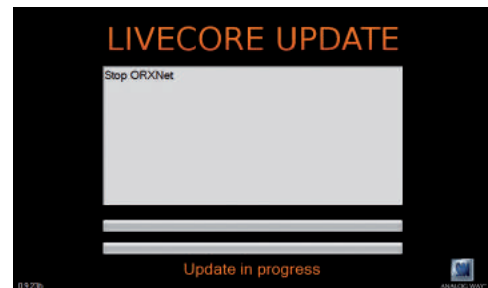 LIVECORE UPDATE
Stop ORXNet
Update in progress
ANALOG WAY